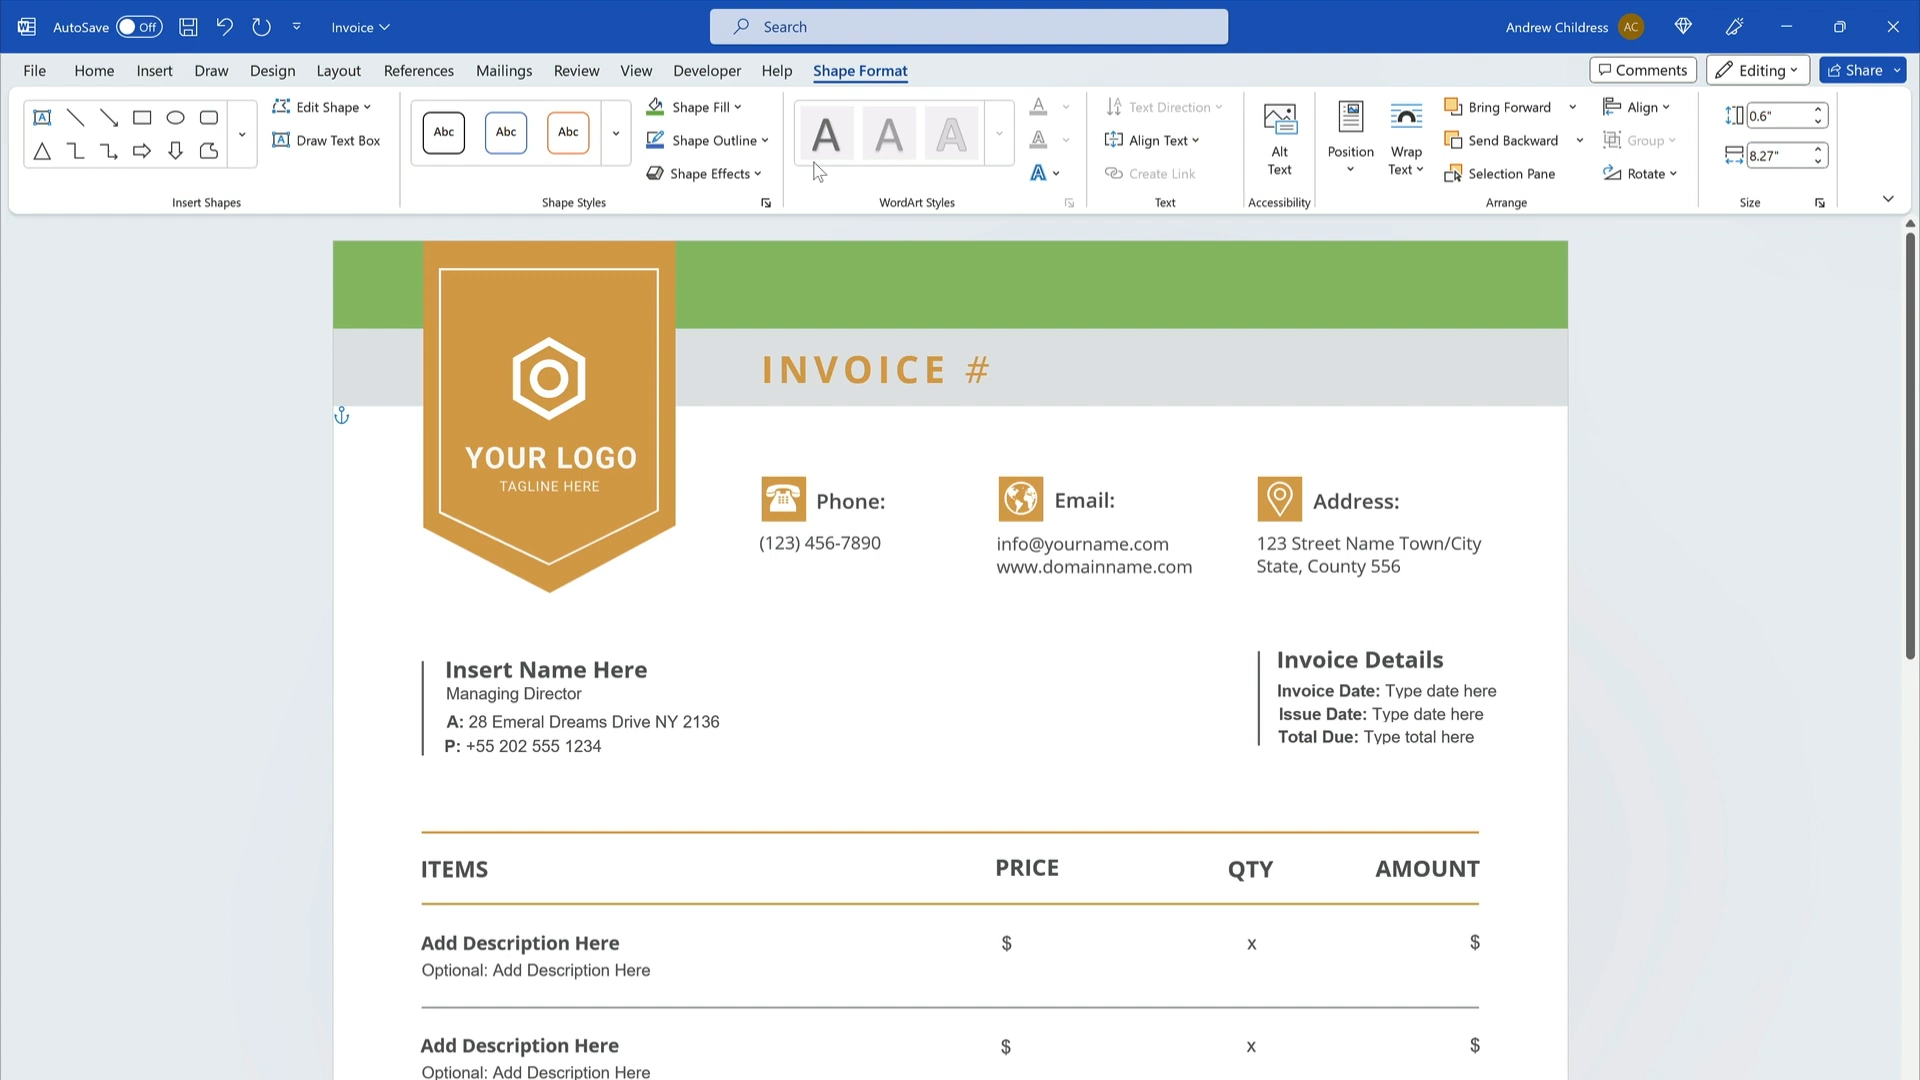 AutoSave Off Invoice Search Andrew Childress AC
File Home Insert Draw Design Layout References Mailings Review View Developer Help Shape Format Comments Editing Share
A Edit Shape Abc Abc Abc Shape Fill A A A A Text Direction Bring Forward Align 0.6"
A Draw Text Box Shape Outline A Align Text Alt Text Position Wrap Text Send Backward Group 8.27"
Shape Effects A Create Link Selection Pane Rotate
Insert Shapes Shape Styles WordArt Styles Text Accessibility Arrange Size
INVOICE #
YOUR LOGO
TAGLINE HERE
Phone: Email: Address:
(123) 456-7890 info@yourname.com 123 Street Name Town/City
www.domainname.com State, County 556
Insert Name Here Invoice Details
Managing Director Invoice Date: Type date here
A: 28 Emeral Dreams Drive NY 2136 Issue Date: Type date here
P: +55 202 555 1234 Total Due: Type total here
ITEMS PRICE QTY AMOUNT
Add Description Here $ x $
Optional: Add Description Here
Add Description Here $ x $
Optional: Add Description Here